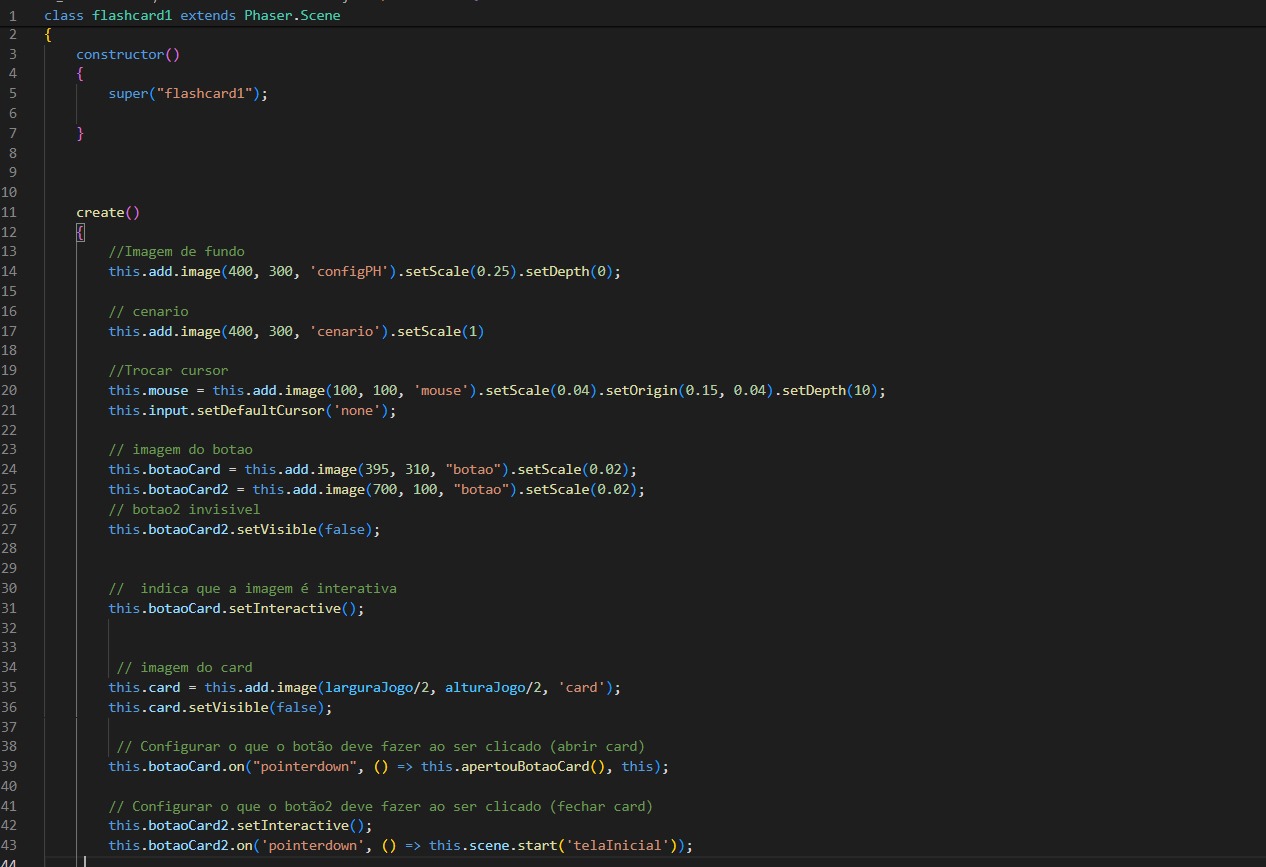 1 class flashcard1 extends Phaser.Scene
2 {
3     constructor()
4     {
5         super("flashcard1");
6
7     }
8
9
10
11     create()
12     {
13         //Imagem de fundo
14         this.add.image(400, 300, 'configPH').setScale(0.25).setDepth(0);
15
16         // cenario
17         this.add.image(400, 300, 'cenario').setScale(1)
18
19         //Trocar cursor
20         this.mouse = this.add.image(100, 100, 'mouse').setScale(0.04).setOrigin(0.15, 0.04).setDepth(10);
21         this.input.setDefaultCursor('none');
22
23         // imagem do botao
24         this.botaoCard = this.add.image(395, 310, "botao").setScale(0.02);
25         this.botaoCard2 = this.add.image(700, 100, "botao").setScale(0.02);
26         // botao2 invisivel
27         this.botaoCard2.setVisible(false);
28
29
30         //  indica que a imagem é interativa
31         this.botaoCard.setInteractive();
32
33
34          // imagem do card
35         this.card = this.add.image(larguraJogo/2, alturaJogo/2, 'card');
36         this.card.setVisible(false);
37
38          // Configurar o que o botão deve fazer ao ser clicado (abrir card)
39         this.botaoCard.on("pointerdown", () => this.apertouBotaoCard(), this);
40
41         // Configurar o que o botão2 deve fazer ao ser clicado (fechar card)
42         this.botaoCard2.setInteractive();
43         this.botaoCard2.on('pointerdown', () => this.scene.start('telaInicial'));
44